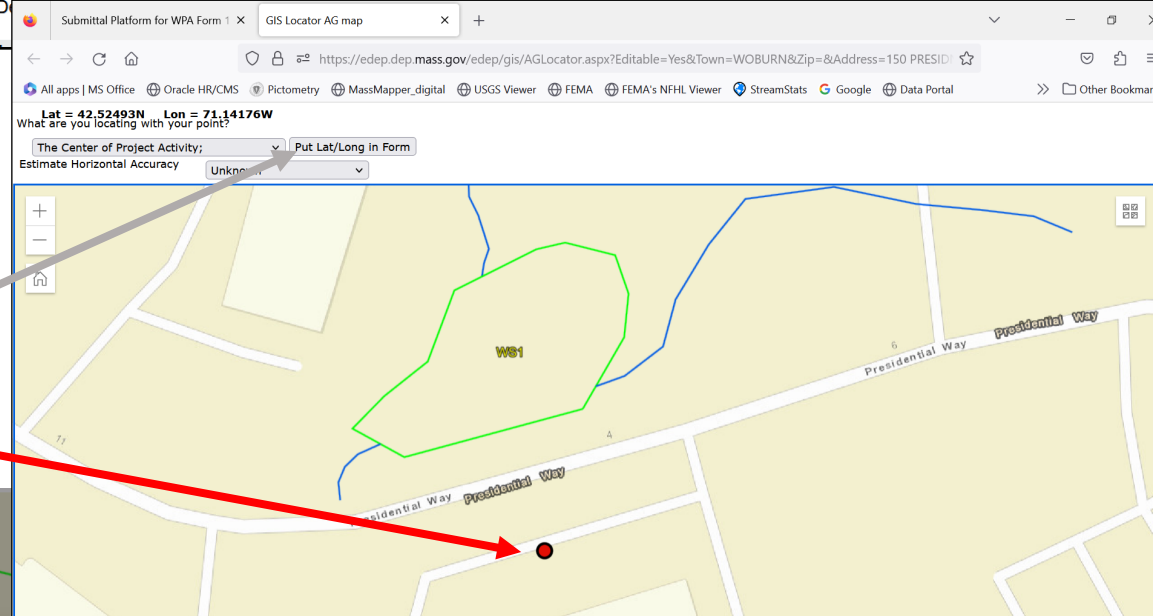 Submittal Platform for WPA Form 1
GIS Locator AG map
https://edep.dep.mass.gov/edep/gis/AGLocator.aspx?Editable=Yes&Town=WOBURN&Zip=&Address=150 PRESID
All apps | MS Office Oracle HR/CMS Pictometry MassMapper_digital USGS Viewer FEMA FEMA's NFHL Viewer StreamStats Google Data Portal Other Bookmar
Lat = 42.52493N Lon = 71.14176W
What are you locating with your point?
The Center of Project Activity; Put Lat/Long in Form
Estimate Horizontal Accuracy
WS1
Presidential Way
6
Presidential Way
4
11
Presidential Way